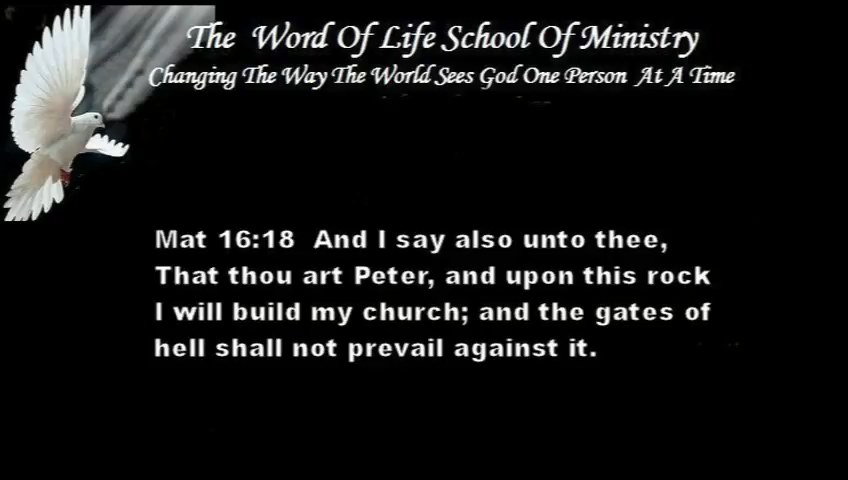 The Word Of Life School Of Ministry
Changing The Way The World Sees God One Person At A Time
Mat 16:18 And I say also unto thee,
That thou art Peter, and upon this rock
I will build my church; and the gates of
hell shall not prevail against it.